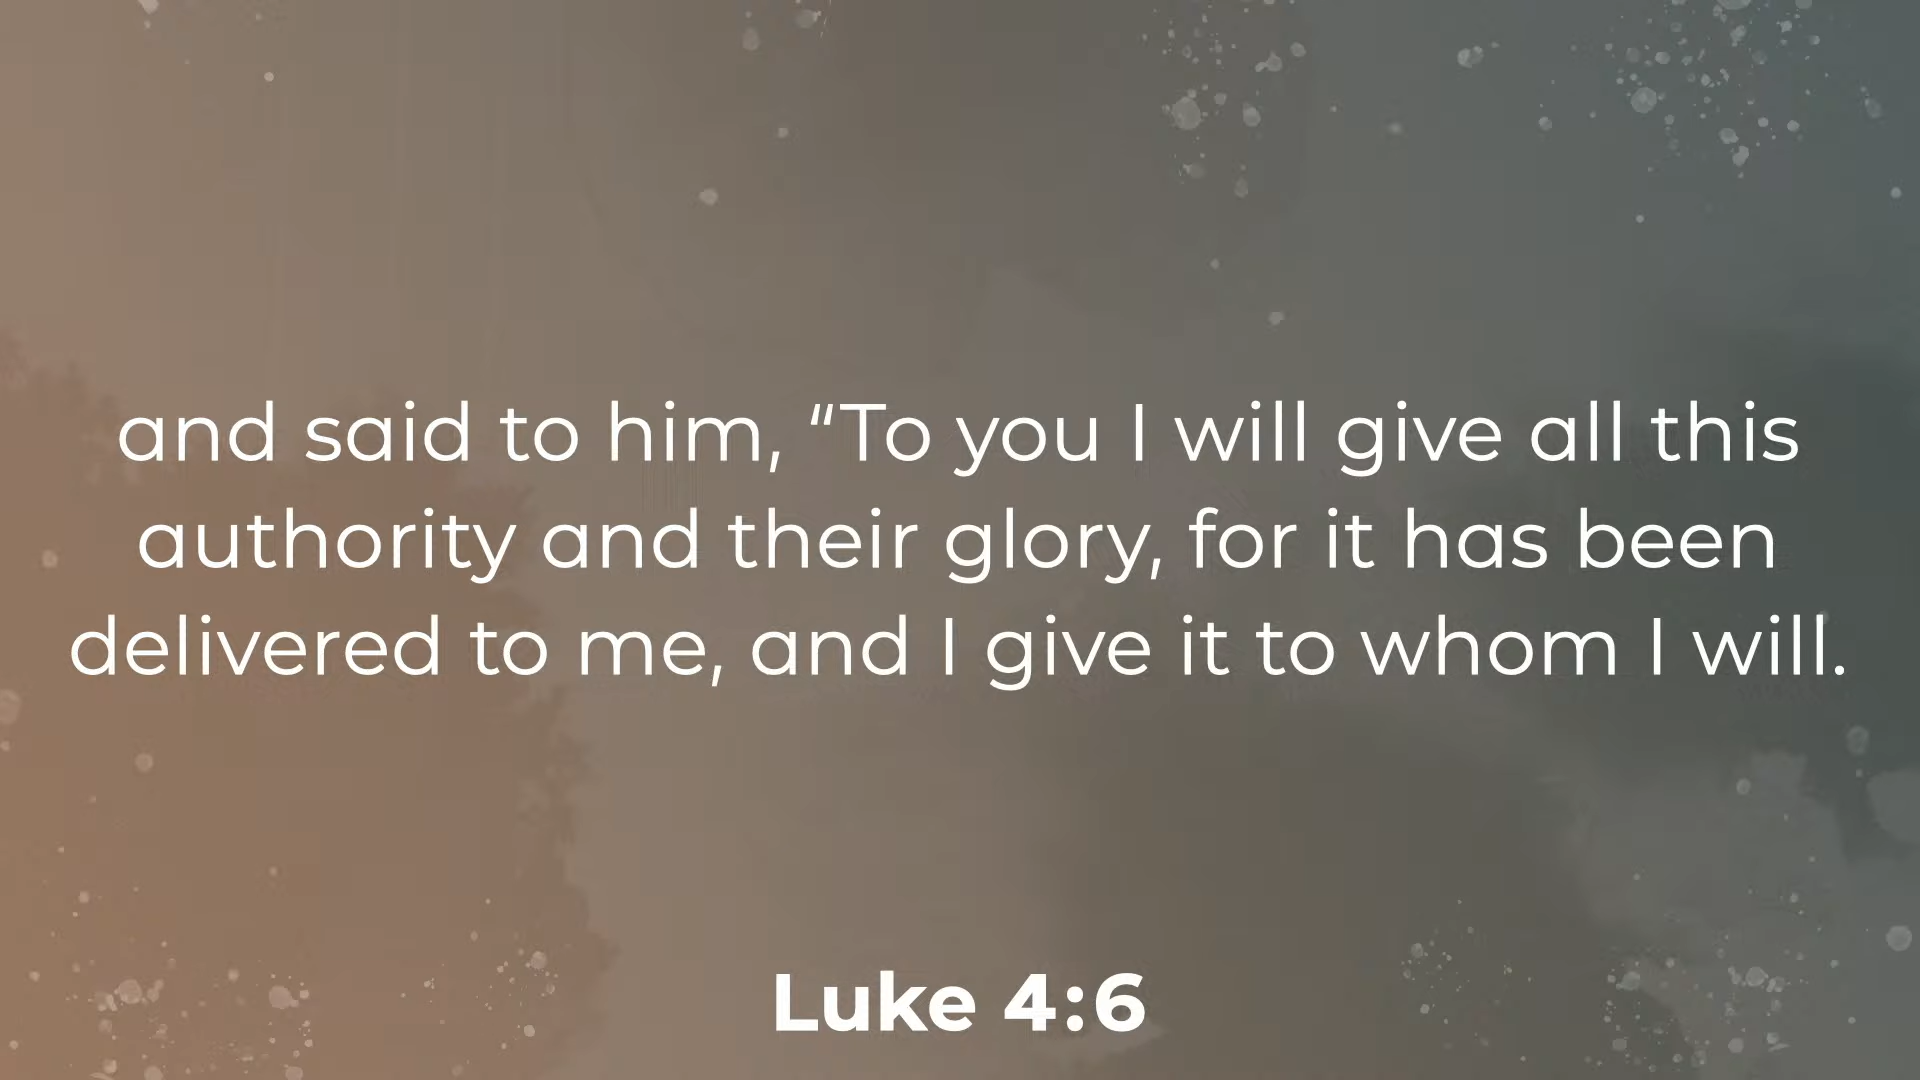 and said to him, “To you I will give all this
authority and their glory, for it has been
delivered to me, and I give it to whom I will.
Luke 4:6